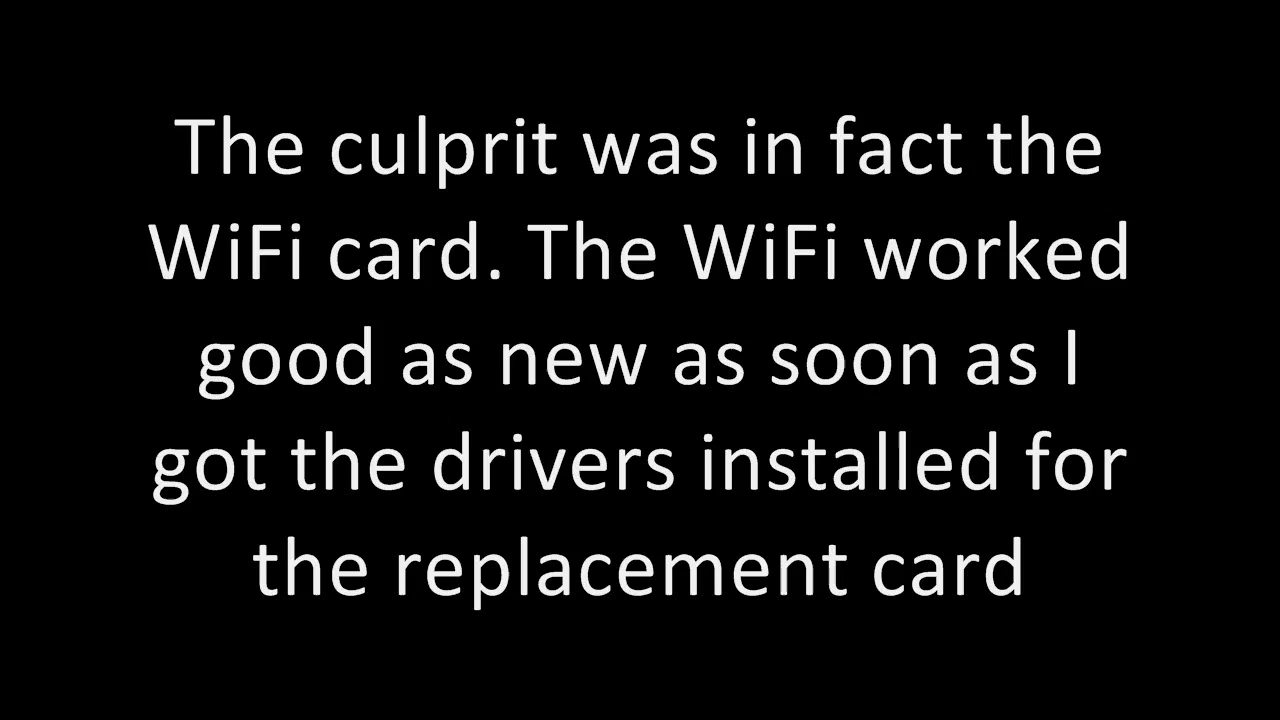 The culprit was in fact the
WiFi card. The WiFi worked
good as new as soon as I
got the drivers installed for
the replacement card